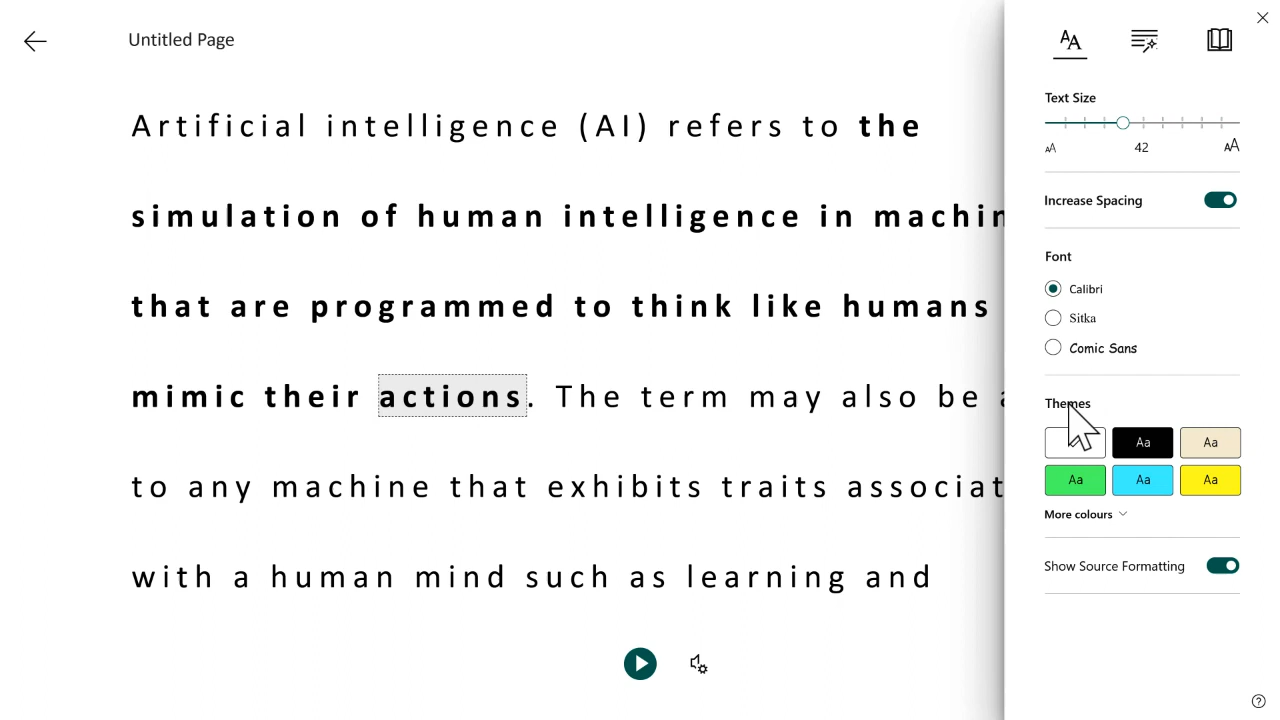 Untitled Page
Artificial intelligence (AI) refers to the
simulation of human intelligence in machin
that are programmed to think like humans
mimic their actions. The term may also be a
to any machine that exhibits traits associat
with a human mind such as learning and
AA
Text Size
AA 42 AA
Increase Spacing
Font
Calibri
Sitka
Comic Sans
Themes
Aa Aa
Aa Aa Aa
More colours
Show Source Formatting